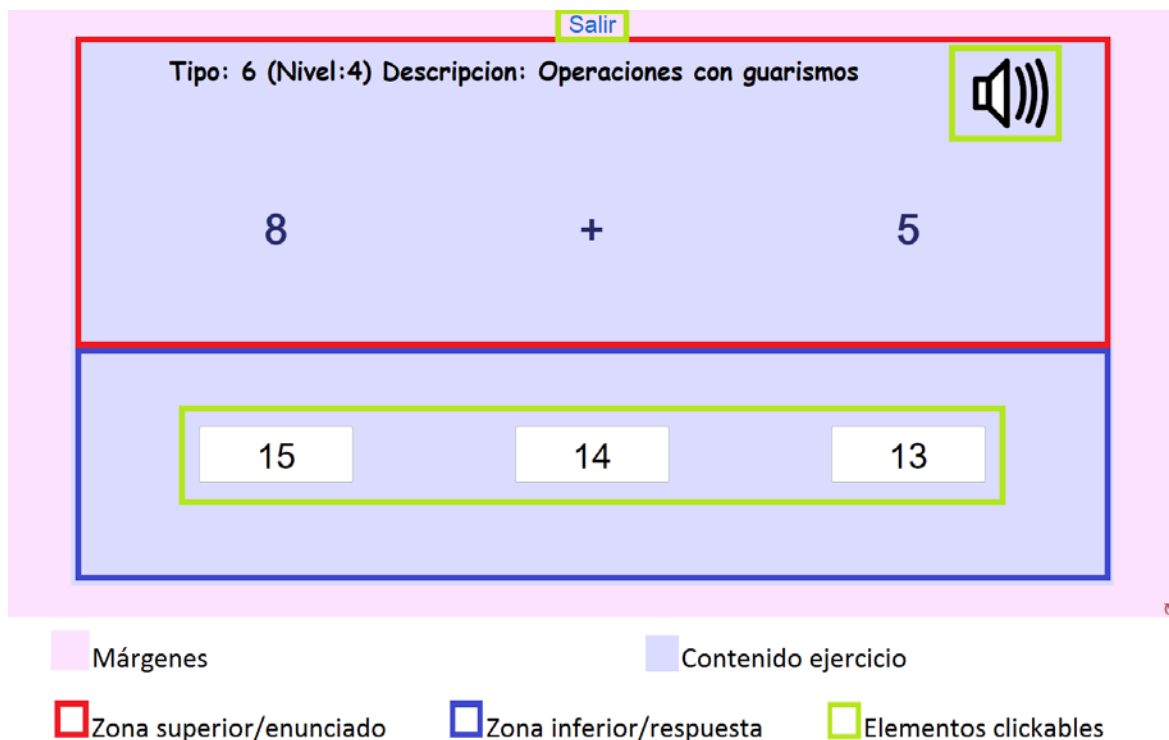 Salir
Tipo: 6 (Nivel:4) Descripcion: Operaciones con guarismos
8 + 5
15 14 13
Márgenes Contenido ejercicio
Zona superior/enunciado Zona inferior/respuesta Elementos clickables